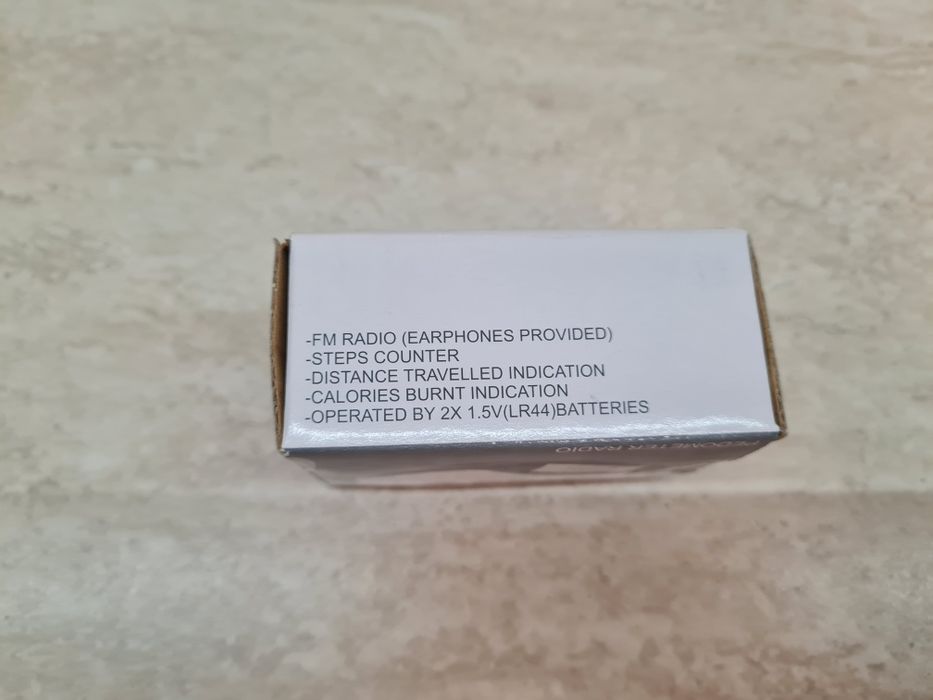 -FM RADIO (EARPHONES PROVIDED)
-STEPS COUNTER
-DISTANCE TRAVELLED INDICATION
-CALORIES BURNT INDICATION
-OPERATED BY 2X 1.5V(LR44)BATTERIES
PEDOMETER RADIO